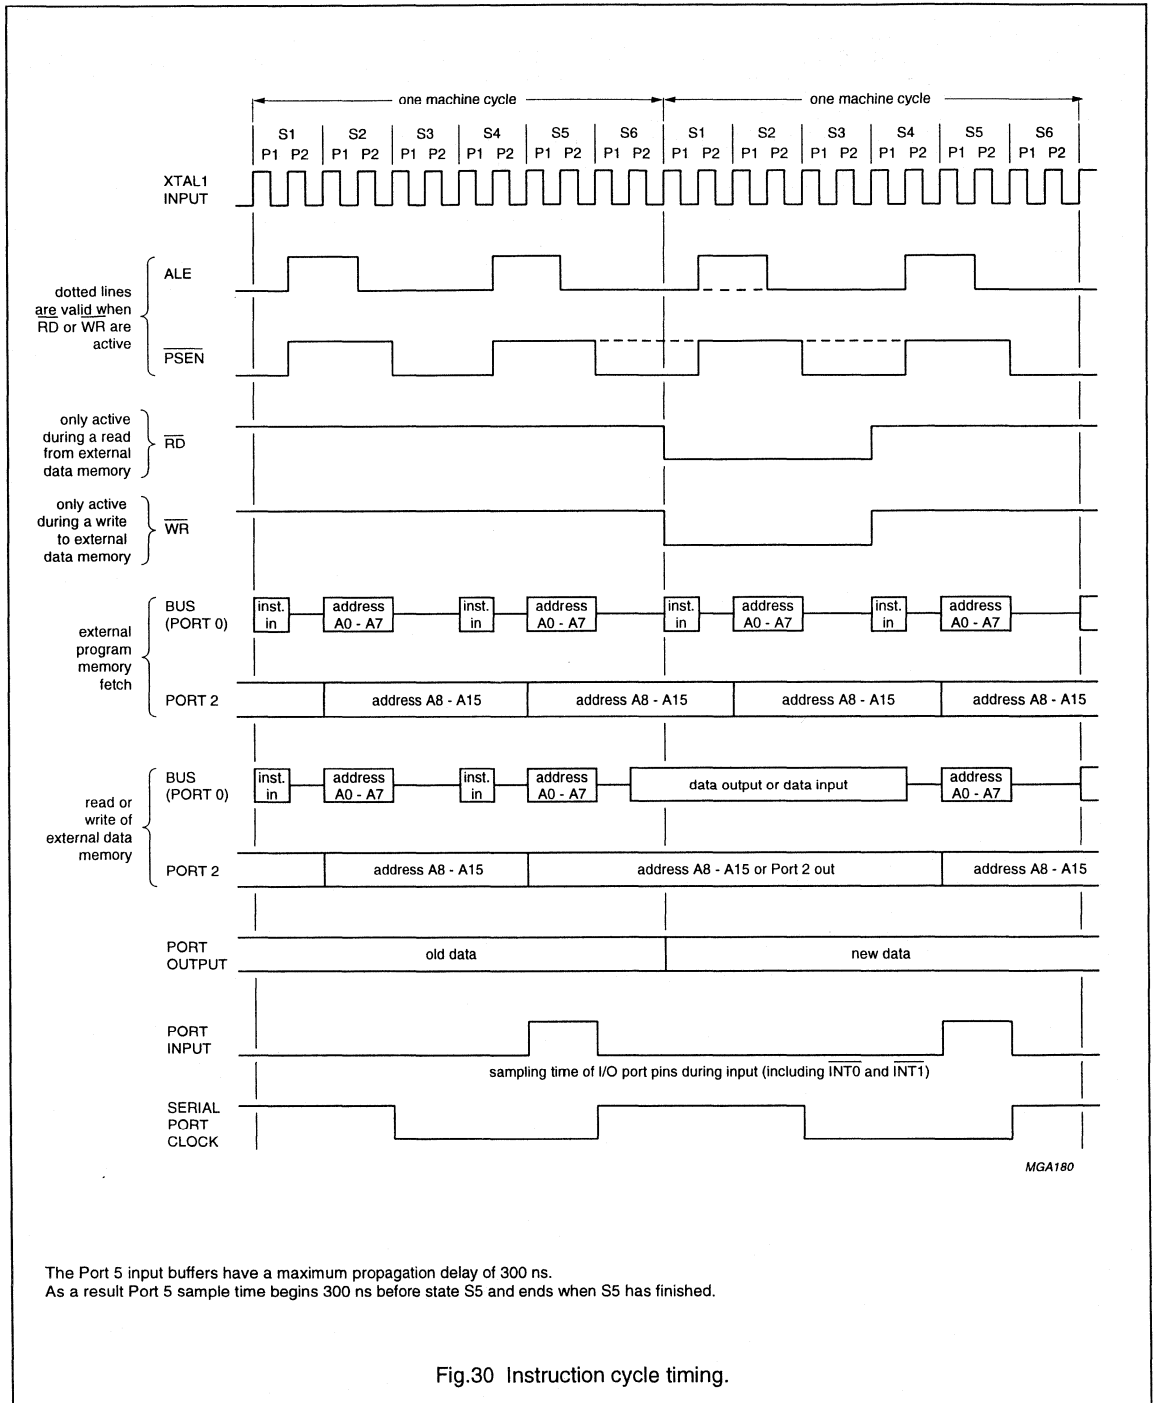 one machine cycle one machine cycle
S1 S2 S3 S4 S5 S6 S1 S2 S3 S4 S5 S6
P1 P2 P1 P2 P1 P2 P1 P2 P1 P2 P1 P2 P1 P2 P1 P2 P1 P2 P1 P2 P1 P2 P1 P2
XTAL1
INPUT
dotted lines
are valid when
RD or WR are
active
ALE
PSEN
only active
during a read
from external
data memory
RD
only active
during a write
to external
data memory
WR
external
program
memory
fetch
BUS
(PORT 0)
inst. address inst. address inst. address inst. address
in A0 - A7 in A0 - A7 in A0 - A7 in A0 - A7
PORT 2
address A8 - A15 address A8 - A15 address A8 - A15 address A8 - A15
read or
write of
external data
memory
BUS
(PORT 0)
inst. address inst. address data output or data input address
in A0 - A7 in A0 - A7 A0 - A7
PORT 2
address A8 - A15 address A8 - A15 or Port 2 out address A8 - A15
PORT
OUTPUT
old data new data
PORT
INPUT
sampling time of I/O port pins during input (including INT0 and INT1)
SERIAL
PORT
CLOCK
MGA180
The Port 5 input buffers have a maximum propagation delay of 300 ns.
As a result Port 5 sample time begins 300 ns before state S5 and ends when S5 has finished.
Fig.30 Instruction cycle timing.